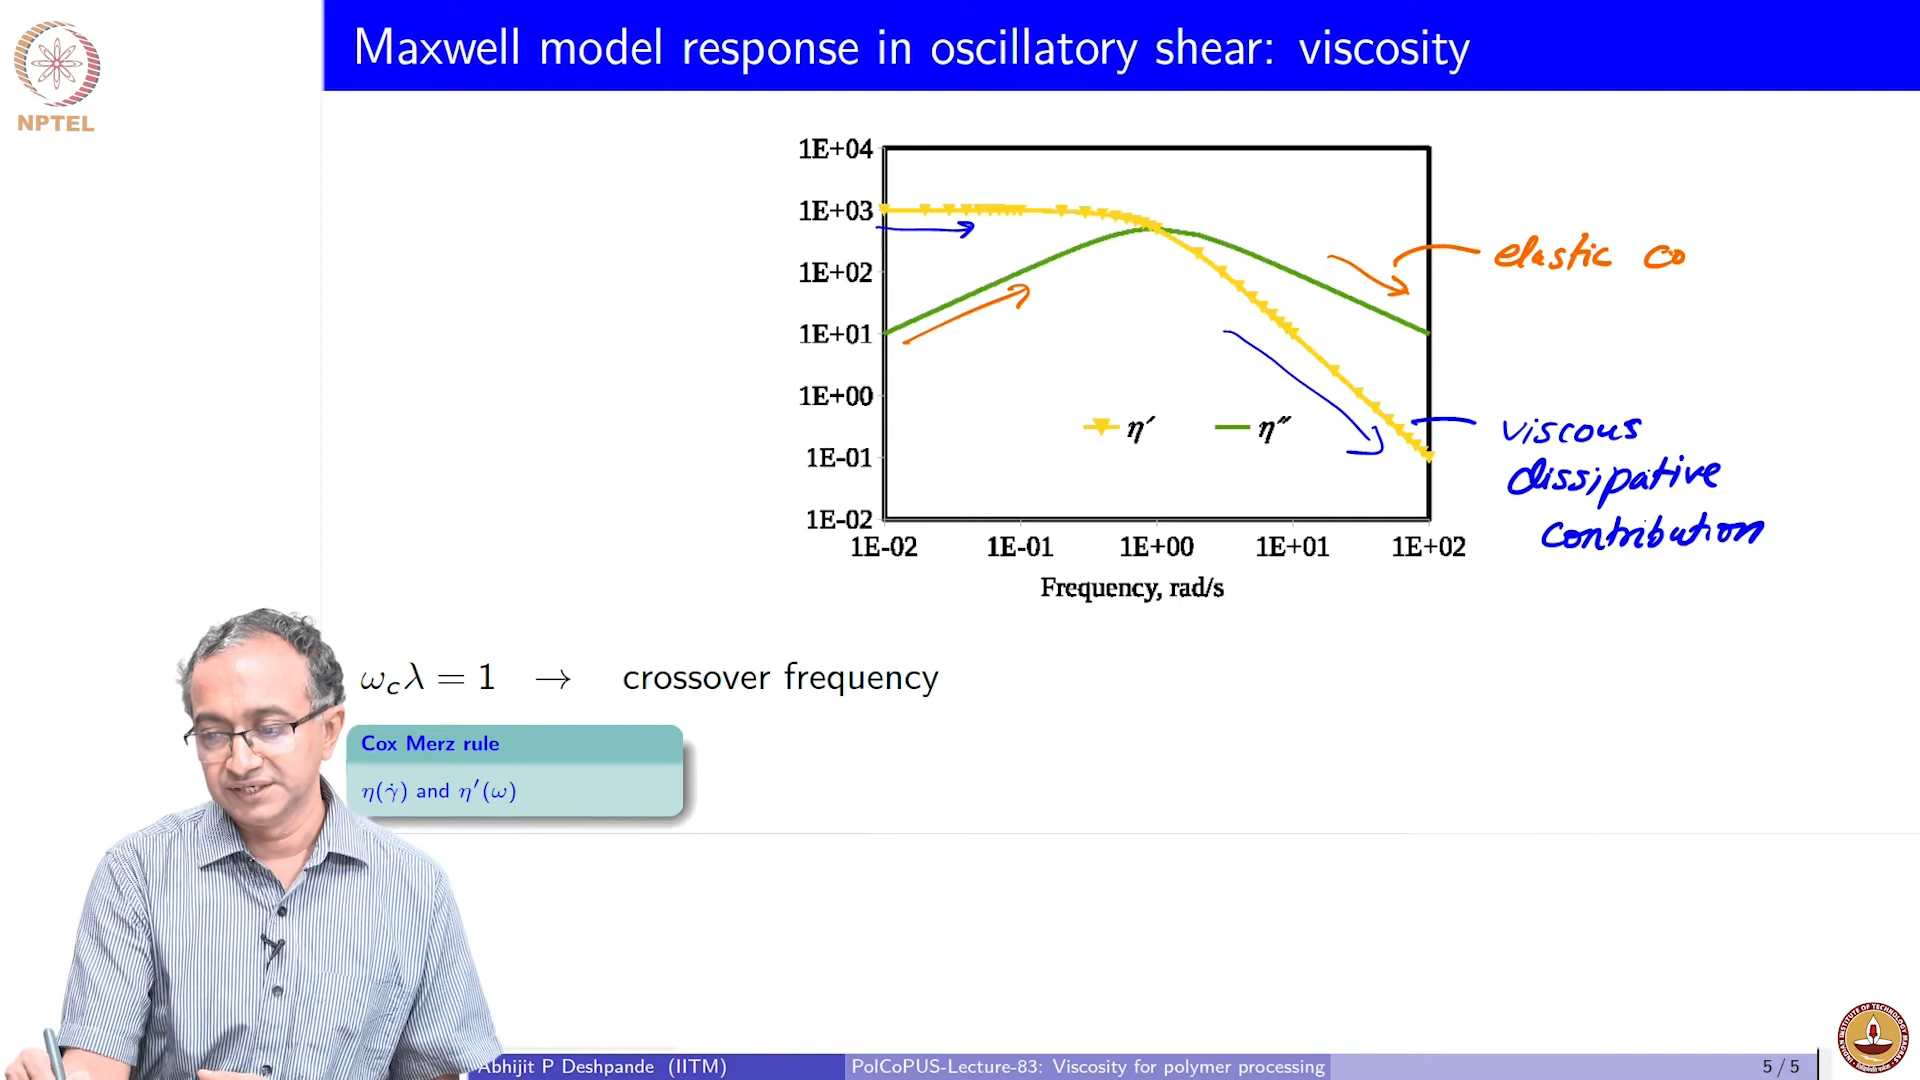 Maxwell model response in oscillatory shear: viscosity
NPTEL
1E+04
1E+03
1E+02
1E+01
1E+00
1E-01
1E-02
η′ η″
1E-02 1E-01 1E+00 1E+01 1E+02
Frequency, rad/s
elastic co
viscous
dissipative
contribution
ω_c λ = 1 → crossover frequency
Cox Merz rule
η(γ̇) and η′(ω)
Abhijit P Deshpande (IITM)
PolCoPUS-Lecture-83: Viscosity for polymer processing
5 / 5